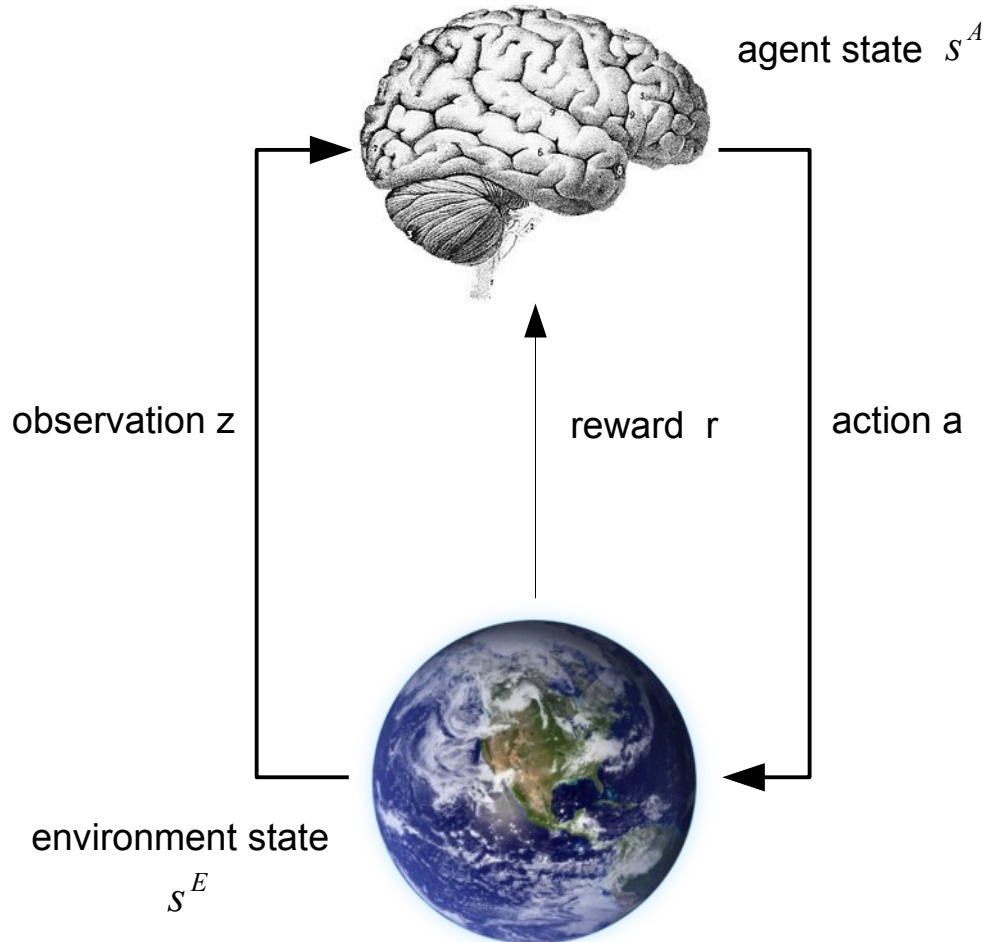 agent state s^A
observation z
reward r
action a
environment state
s^E